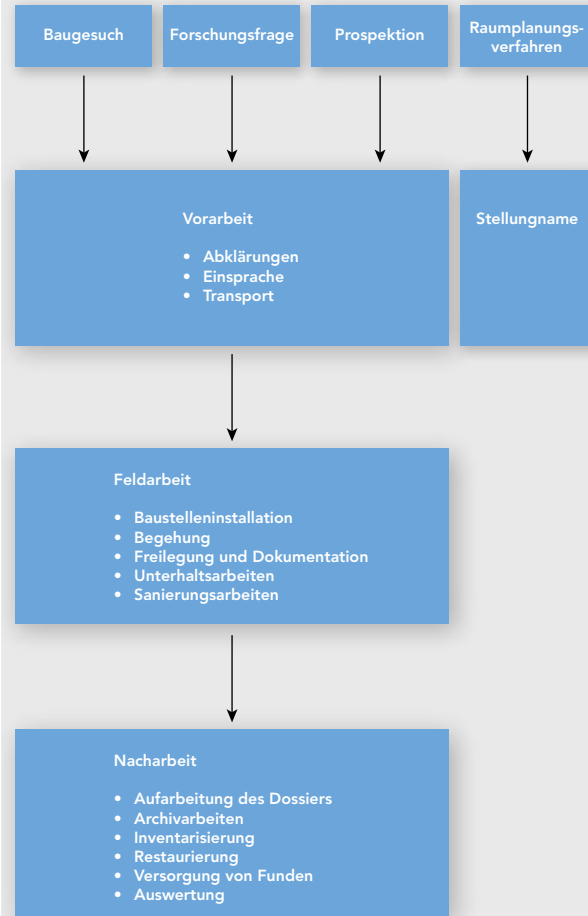 Baugesuch
Forschungsfrage
Prospektion
Raumplanungs-
verfahren
Vorarbeit
• Abklärungen
• Einsprache
• Transport
Stellungname
Feldarbeit
• Baustelleninstallation
• Begehung
• Freilegung und Dokumentation
• Unterhaltsarbeiten
• Sanierungsarbeiten
Nacharbeit
• Aufarbeitung des Dossiers
• Archivarbeiten
• Inventarisierung
• Restaurierung
• Versorgung von Funden
• Auswertung